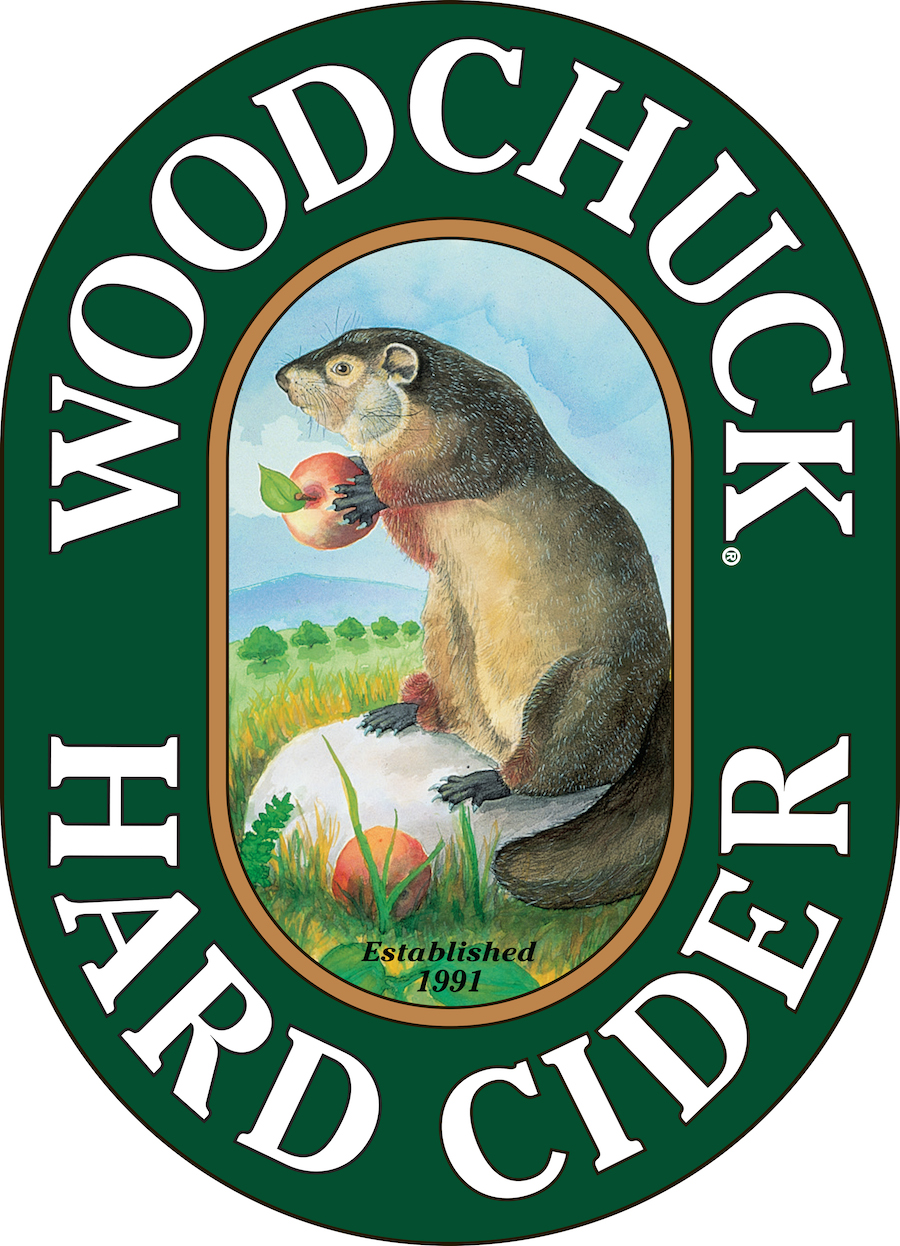 WOODCHUCK®
Established
1991
HARD CIDER